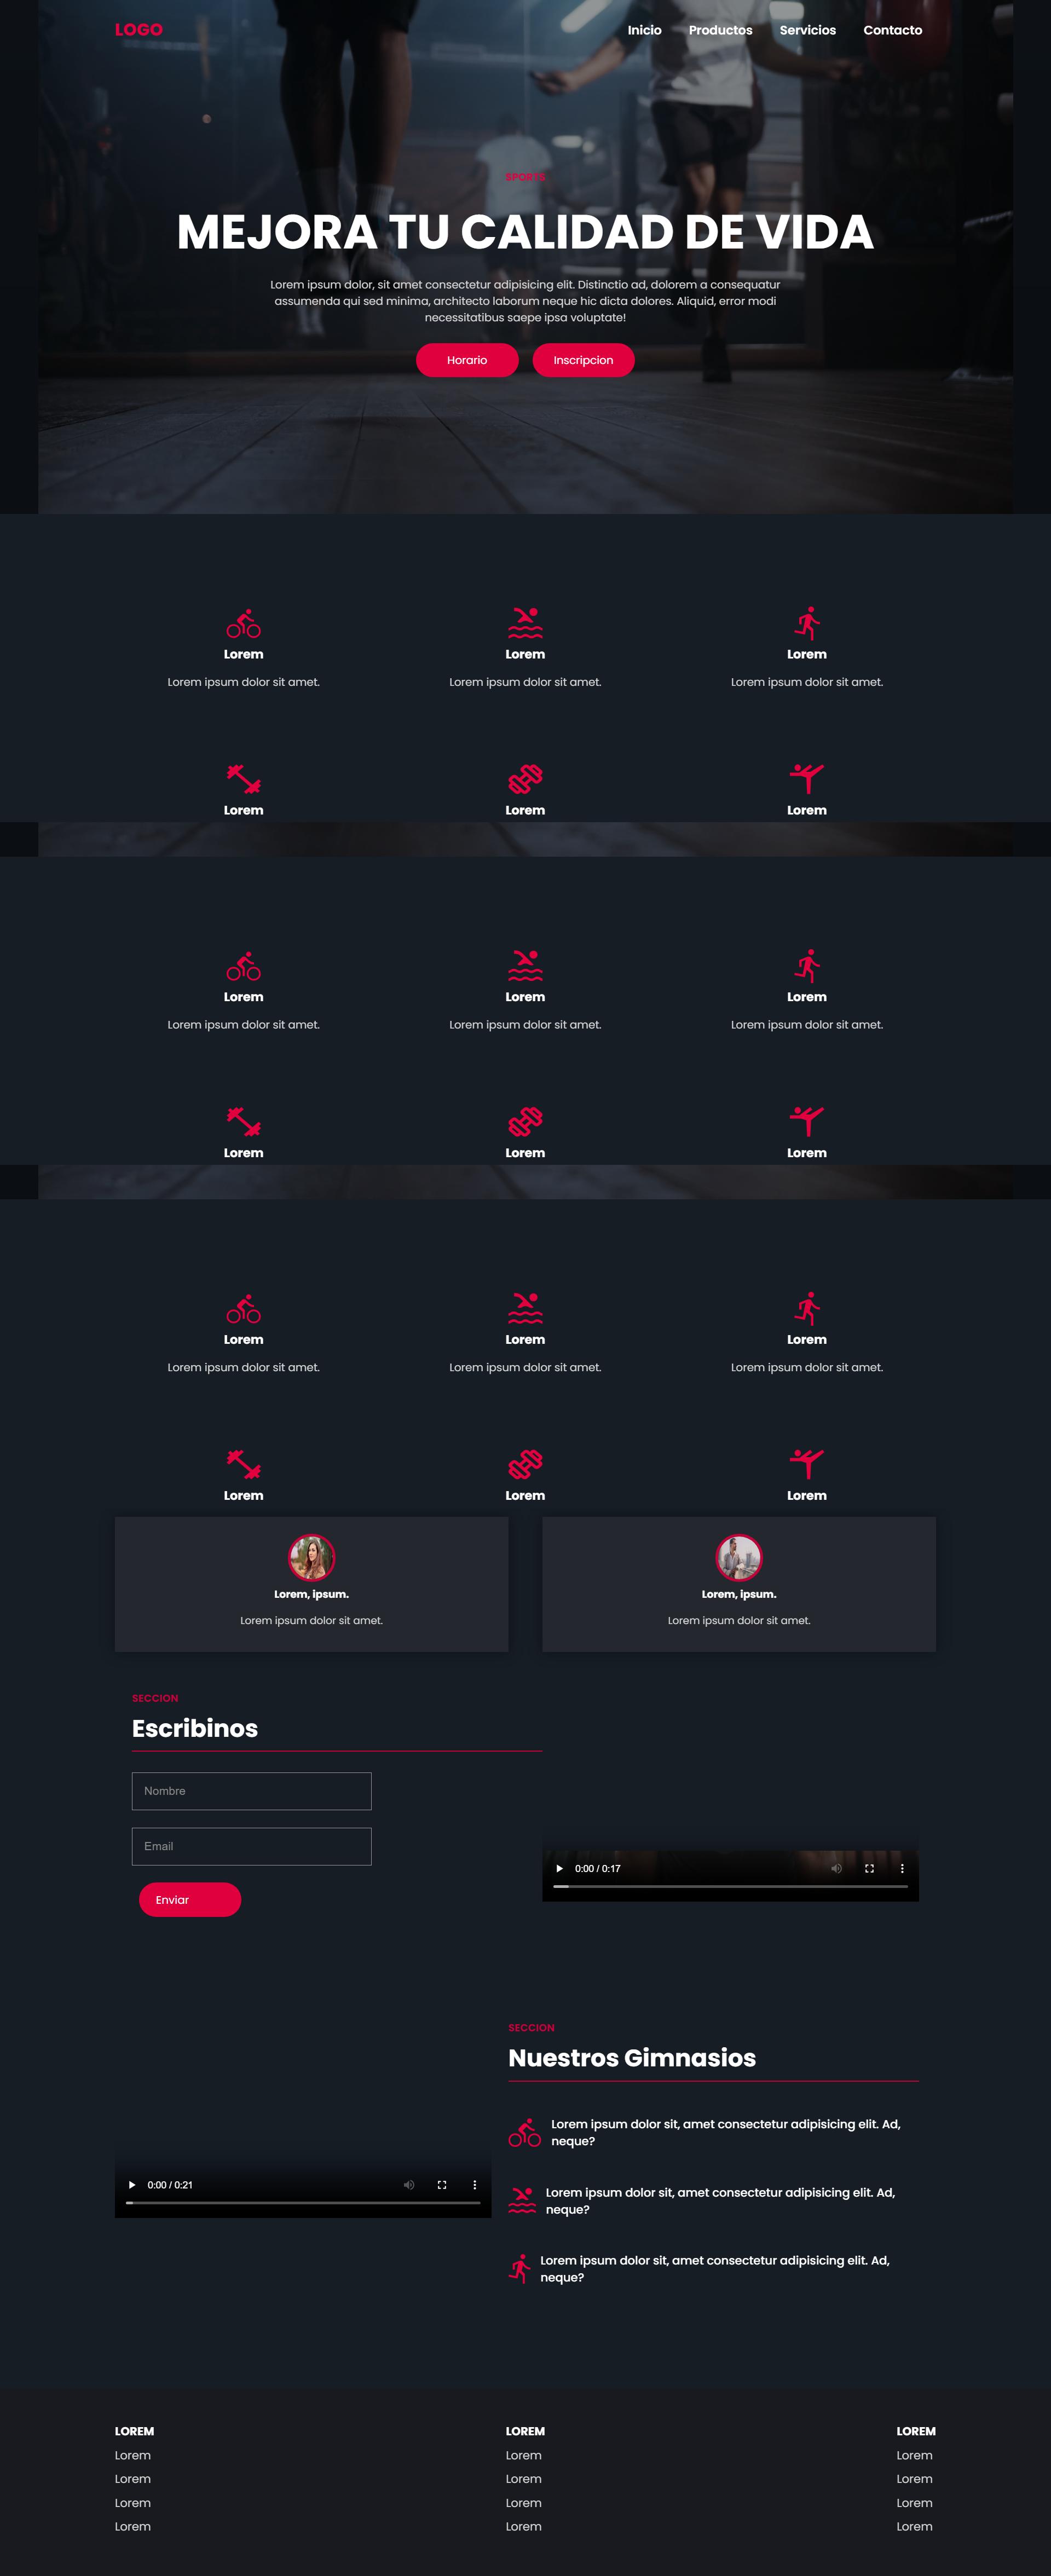 LOGO
Inicio Productos Servicios Contacto
SPORTS
MEJORA TU CALIDAD DE VIDA
Lorem ipsum dolor, sit amet consectetur adipisicing elit. Distinctio ad, dolorem a consequatur
assumenda qui sed minima, architecto laborum neque hic dicta dolores. Aliquid, error modi
necessitatibus saepe ipsa voluptate!
Horario Inscripcion
Lorem Lorem Lorem
Lorem ipsum dolor sit amet. Lorem ipsum dolor sit amet. Lorem ipsum dolor sit amet.
Lorem Lorem Lorem
Lorem Lorem Lorem
Lorem ipsum dolor sit amet. Lorem ipsum dolor sit amet. Lorem ipsum dolor sit amet.
Lorem Lorem Lorem
Lorem Lorem Lorem
Lorem ipsum dolor sit amet. Lorem ipsum dolor sit amet. Lorem ipsum dolor sit amet.
Lorem Lorem Lorem
Lorem, ipsum. Lorem, ipsum.
Lorem ipsum dolor sit amet. Lorem ipsum dolor sit amet.
SECCION
Escribinos
Nombre
Email
0:00 / 0:17
Enviar
SECCION
Nuestros Gimnasios
Lorem ipsum dolor sit, amet consectetur adipisicing elit. Ad,
neque?
0:00 / 0:21
Lorem ipsum dolor sit, amet consectetur adipisicing elit. Ad,
neque?
Lorem ipsum dolor sit, amet consectetur adipisicing elit. Ad,
neque?
LOREM LOREM LOREM
Lorem Lorem Lorem
Lorem Lorem Lorem
Lorem Lorem Lorem
Lorem Lorem Lorem